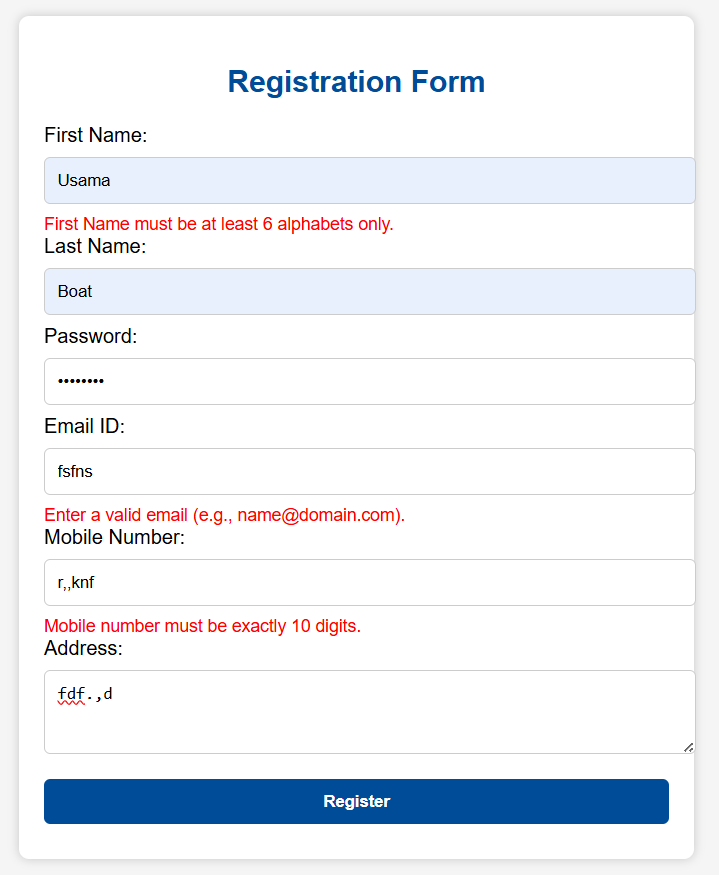 Registration Form
First Name:
Usama
First Name must be at least 6 alphabets only.
Last Name:
Boat
Password:
••••••••
Email ID:
fsfns
Enter a valid email (e.g., name@domain.com).
Mobile Number:
r,,knf
Mobile number must be exactly 10 digits.
Address:
fdf.,d
Register